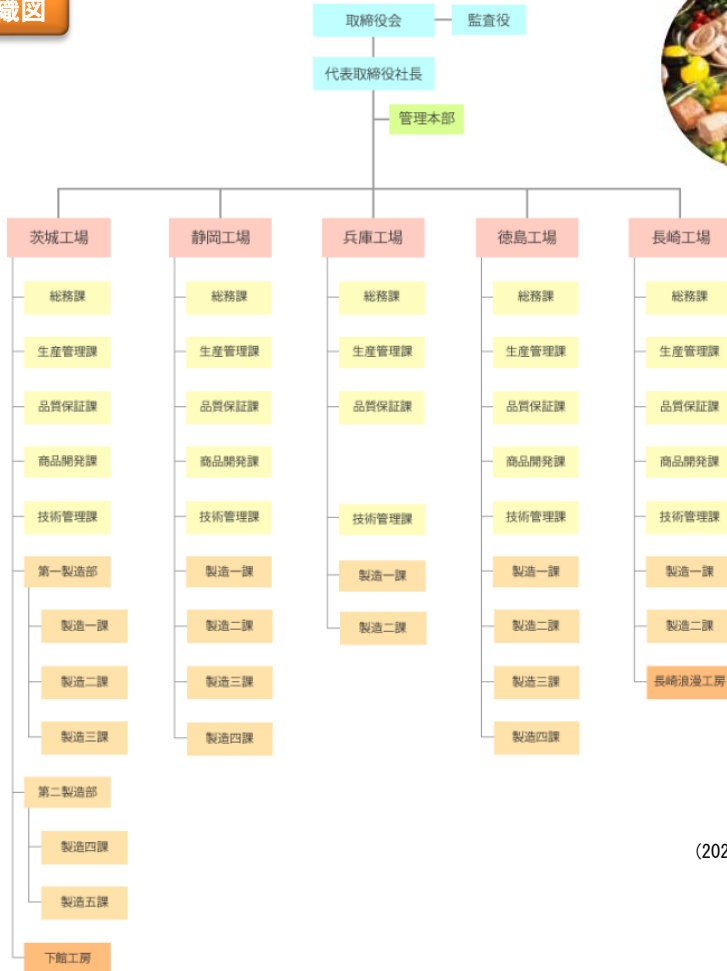 織図
取締役会
監査役
代表取締役社長
管理本部
茨城工場
総務課
生産管理課
品質保証課
商品開発課
技術管理課
第一製造部
製造一課
製造二課
製造三課
第二製造部
製造四課
製造五課
下館工房
静岡工場
総務課
生産管理課
品質保証課
商品開発課
技術管理課
製造一課
製造二課
製造三課
製造四課
兵庫工場
総務課
生産管理課
品質保証課
技術管理課
製造一課
製造二課
徳島工場
総務課
生産管理課
品質保証課
商品開発課
技術管理課
製造一課
製造二課
製造三課
製造四課
長崎工場
総務課
生産管理課
品質保証課
商品開発課
技術管理課
製造一課
製造二課
長崎浪漫工房
(202